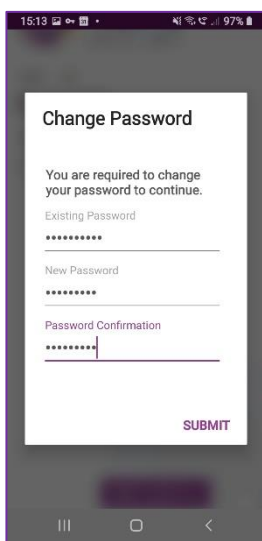 15:13 97%
Change Password
You are required to change
your password to continue.
Existing Password
••••••••••
New Password
•••••••••
Password Confirmation
•••••••••
SUBMIT